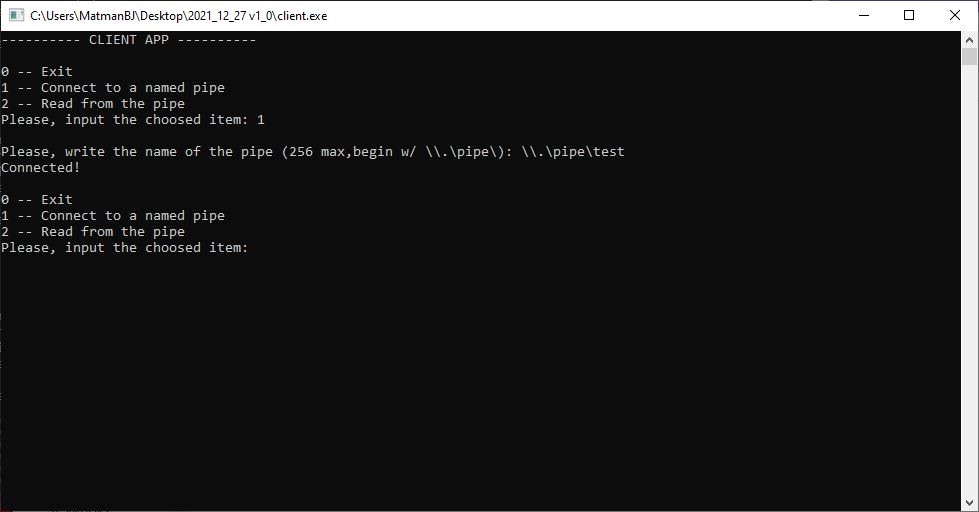 C:\Users\MatmanBJ\Desktop\2021_12_27 v1_0\client.exe
---------- CLIENT APP ----------
0 -- Exit
1 -- Connect to a named pipe
2 -- Read from the pipe
Please, input the choosed item: 1
Please, write the name of the pipe (256 max,begin w/ \\.\pipe\): \\.\pipe\test
Connected!
0 -- Exit
1 -- Connect to a named pipe
2 -- Read from the pipe
Please, input the choosed item: